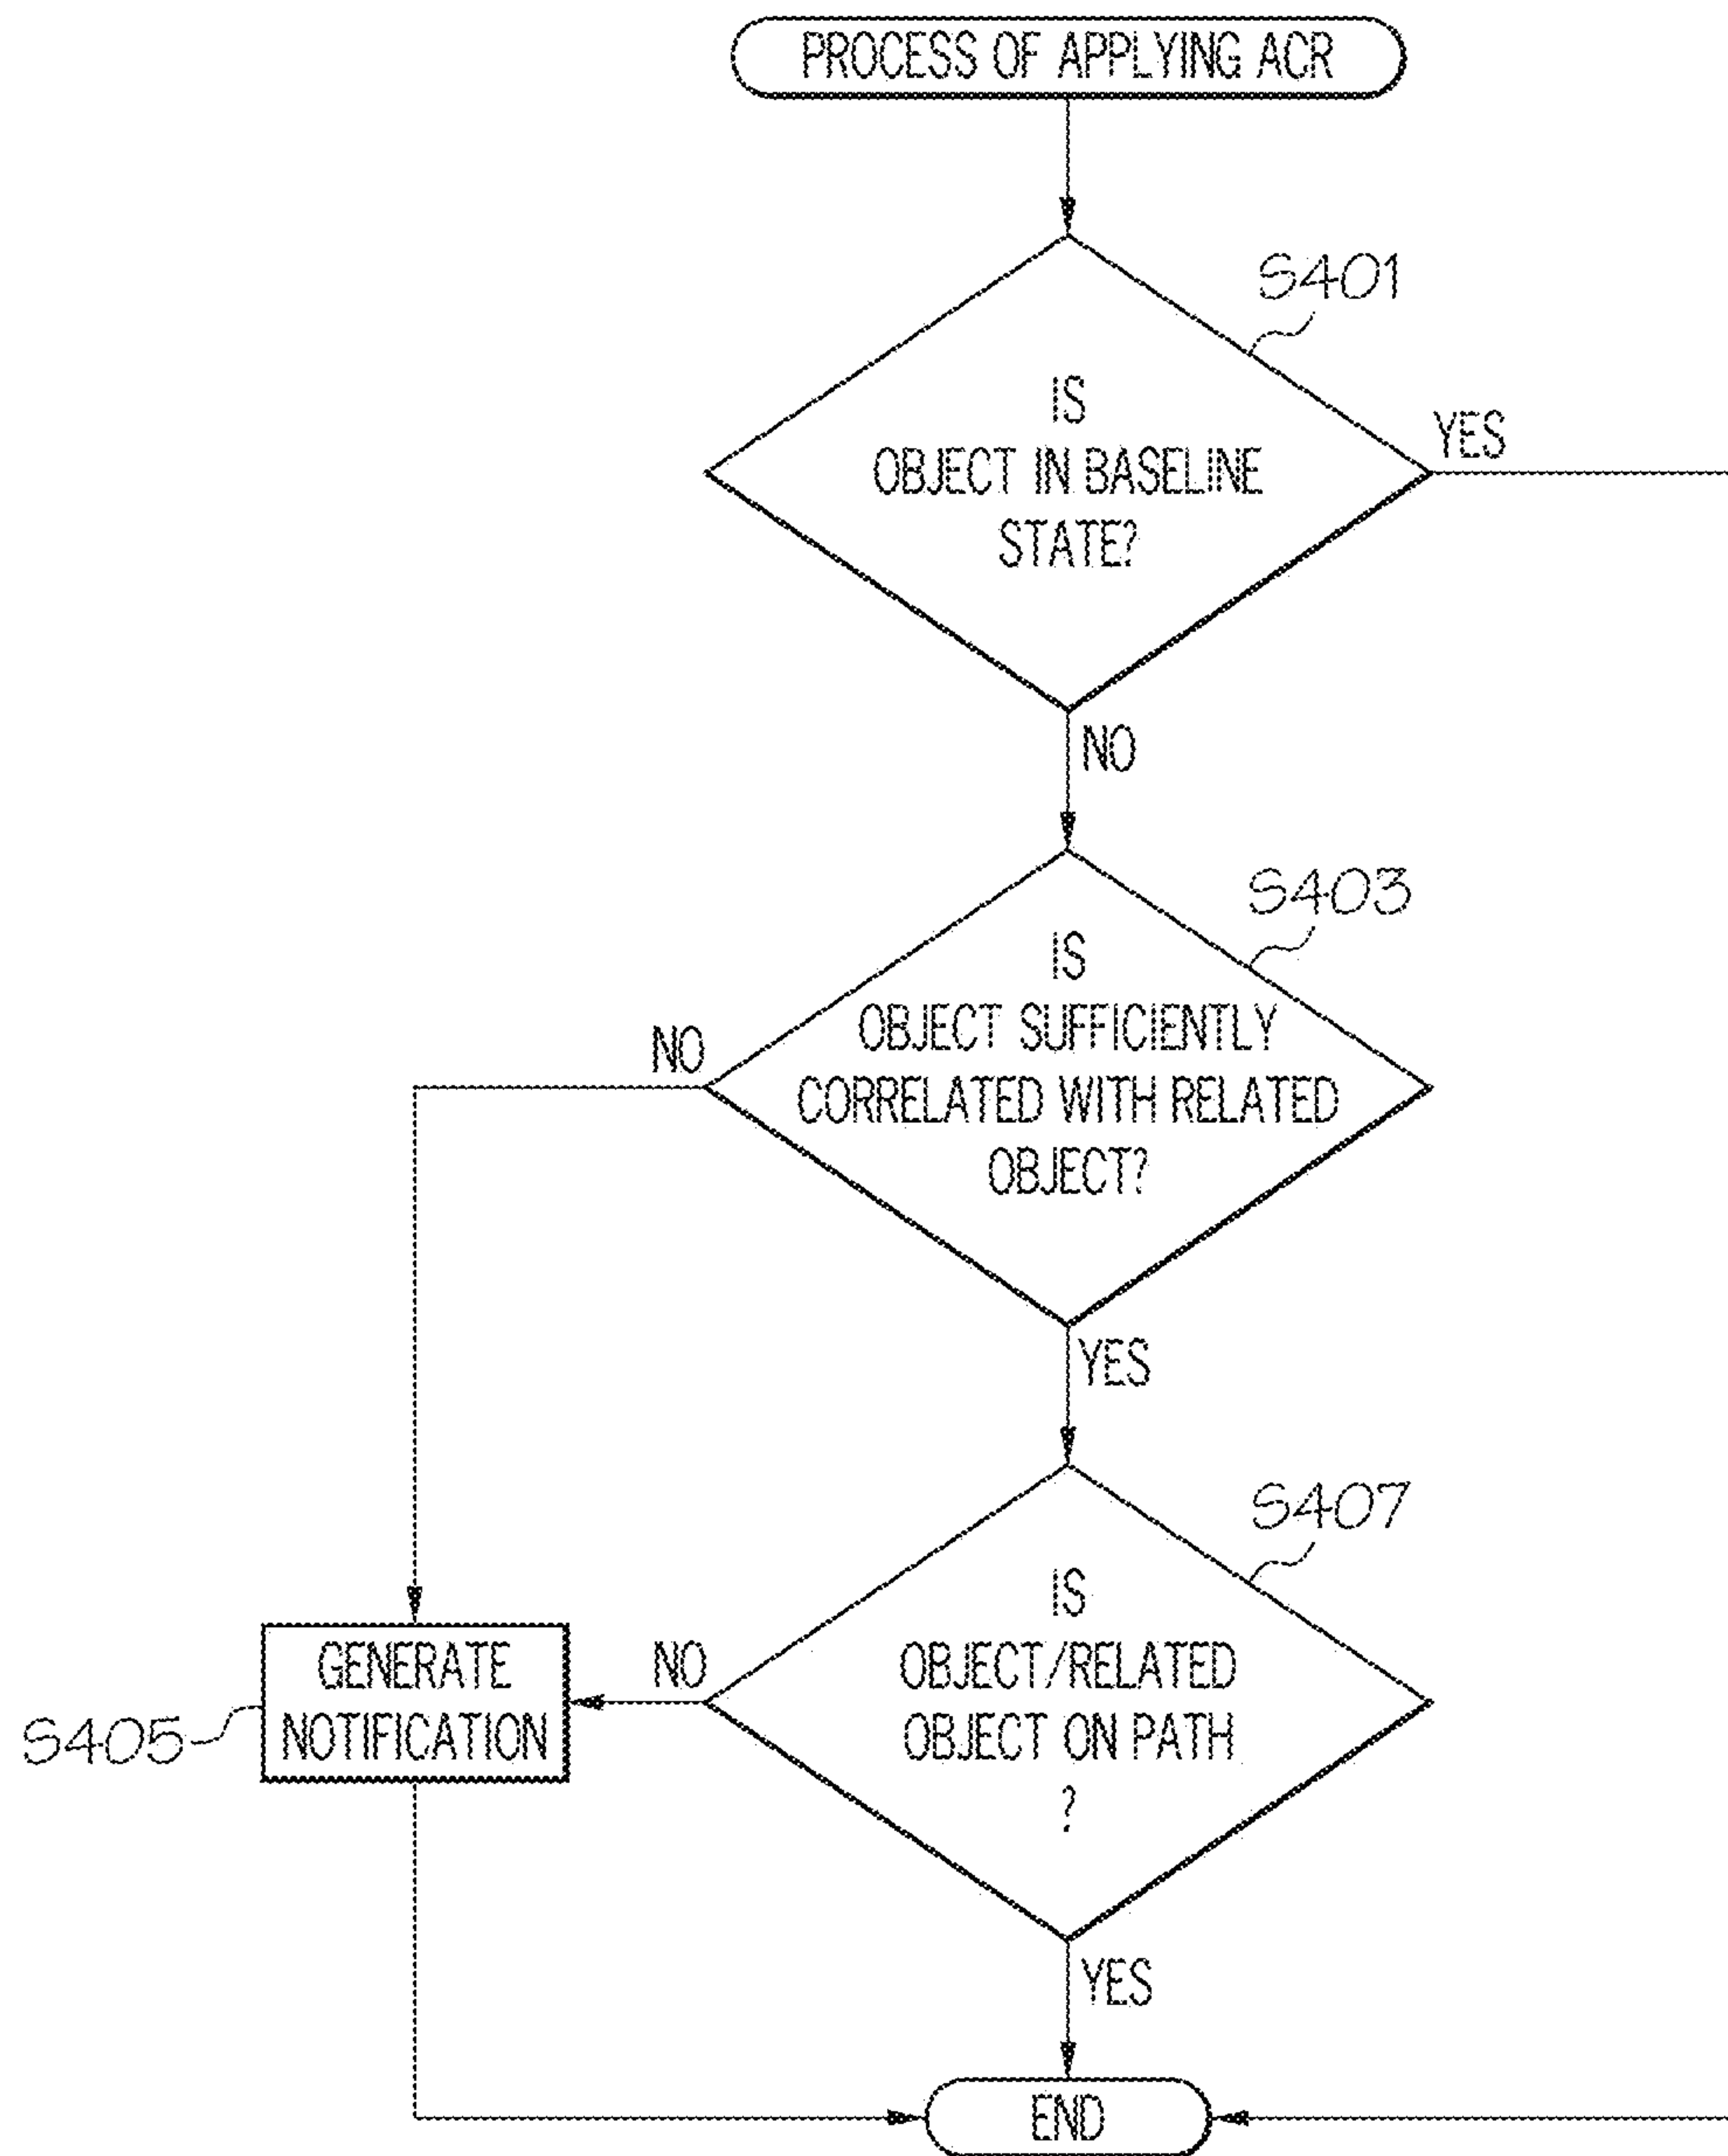 PROCESS OF APPLYING ACR
S401
IS
OBJECT IN BASELINE
STATE?
YES
NO
S403
IS
OBJECT SUFFICIENTLY
CORRELATED WITH RELATED
OBJECT?
NO
YES
S407
IS
OBJECT/RELATED
OBJECT ON PATH
?
NO
GENERATE
NOTIFICATION
S405
YES
END